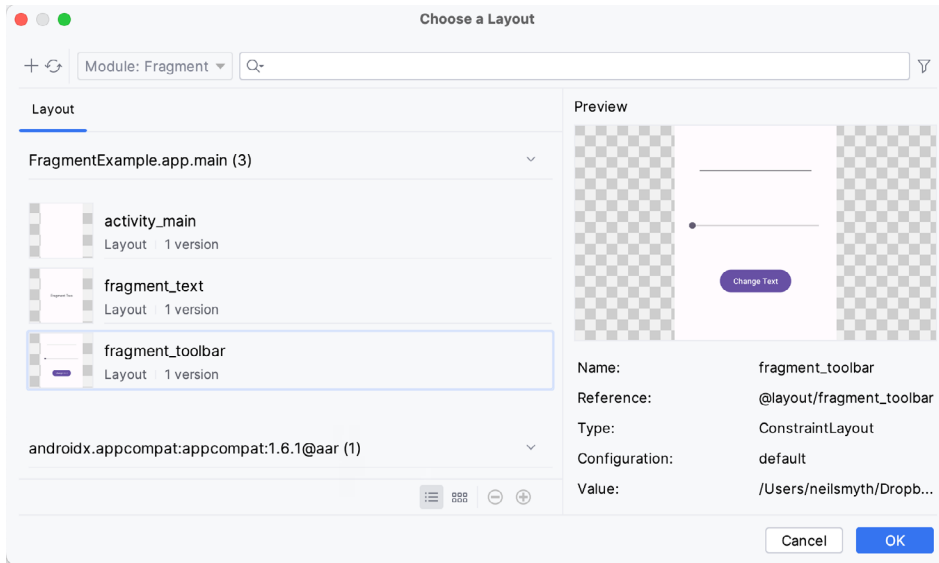 Choose a Layout
Module: Fragment
Layout
FragmentExample.app.main (3)
activity_main
Layout 1 version
Fragment Two
fragment_text
Layout 1 version
fragment_toolbar
Layout 1 version
androidx.appcompat:appcompat:1.6.1@aar (1)
Preview
Change Text
Name: fragment_toolbar
Reference: @layout/fragment_toolbar
Type: ConstraintLayout
Configuration: default
Value: /Users/neilsmyth/Dropb...
Cancel OK